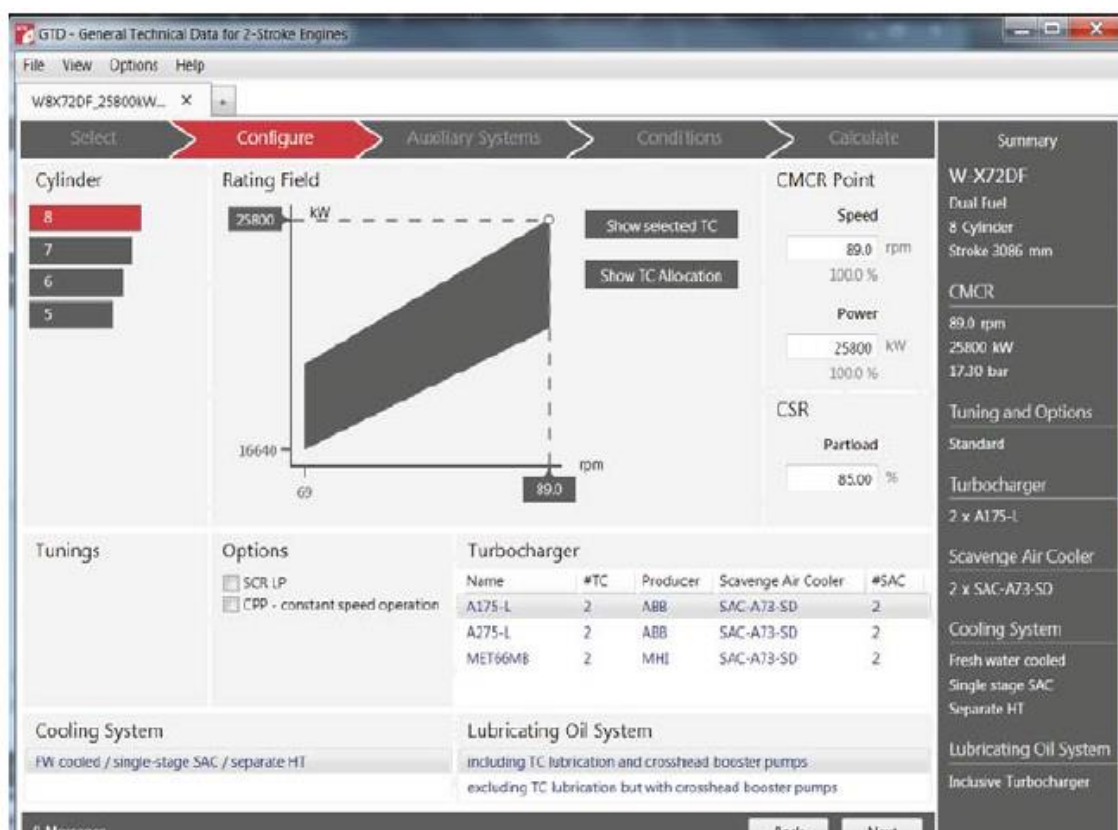 GTD - General Technical Data for 2-Stroke Engines
File View Options Help
W8X72DF_25800kW...
Select Configure Auxiliary Systems Conditions Calculate
Cylinder
8
7
6
5
Rating Field
25800
kW
16640
69
89.0
rpm
Show selected TC
Show TC Allocation
CMCR Point
Speed
89.0 rpm
100.0 %
Power
25800 kW
100.0 %
CSR
Partload
85.00 %
Tunings
Options
SCR LP
CPP - constant speed operation
Turbocharger
Name #TC Producer Scavenge Air Cooler #SAC
A175-L 2 ABB SAC-A73-SD 2
A275-L 2 ABB SAC-A73-SD 2
MET66MB 2 MHI SAC-A73-SD 2
Cooling System
FW cooled / single-stage SAC / separate HT
Lubricating Oil System
including TC lubrication and crosshead booster pumps
excluding TC lubrication but with crosshead booster pumps
Summary
W-X72DF
Dual Fuel
8 Cylinder
Stroke 3086 mm
CMCR
89.0 rpm
25800 kW
17.30 bar
Tuning and Options
Standard
Turbocharger
2 x A175-L
Scavenge Air Cooler
2 x SAC-A73-SD
Cooling System
Fresh water cooled
Single stage SAC
Separate HT
Lubricating Oil System
Inclusive Turbocharger